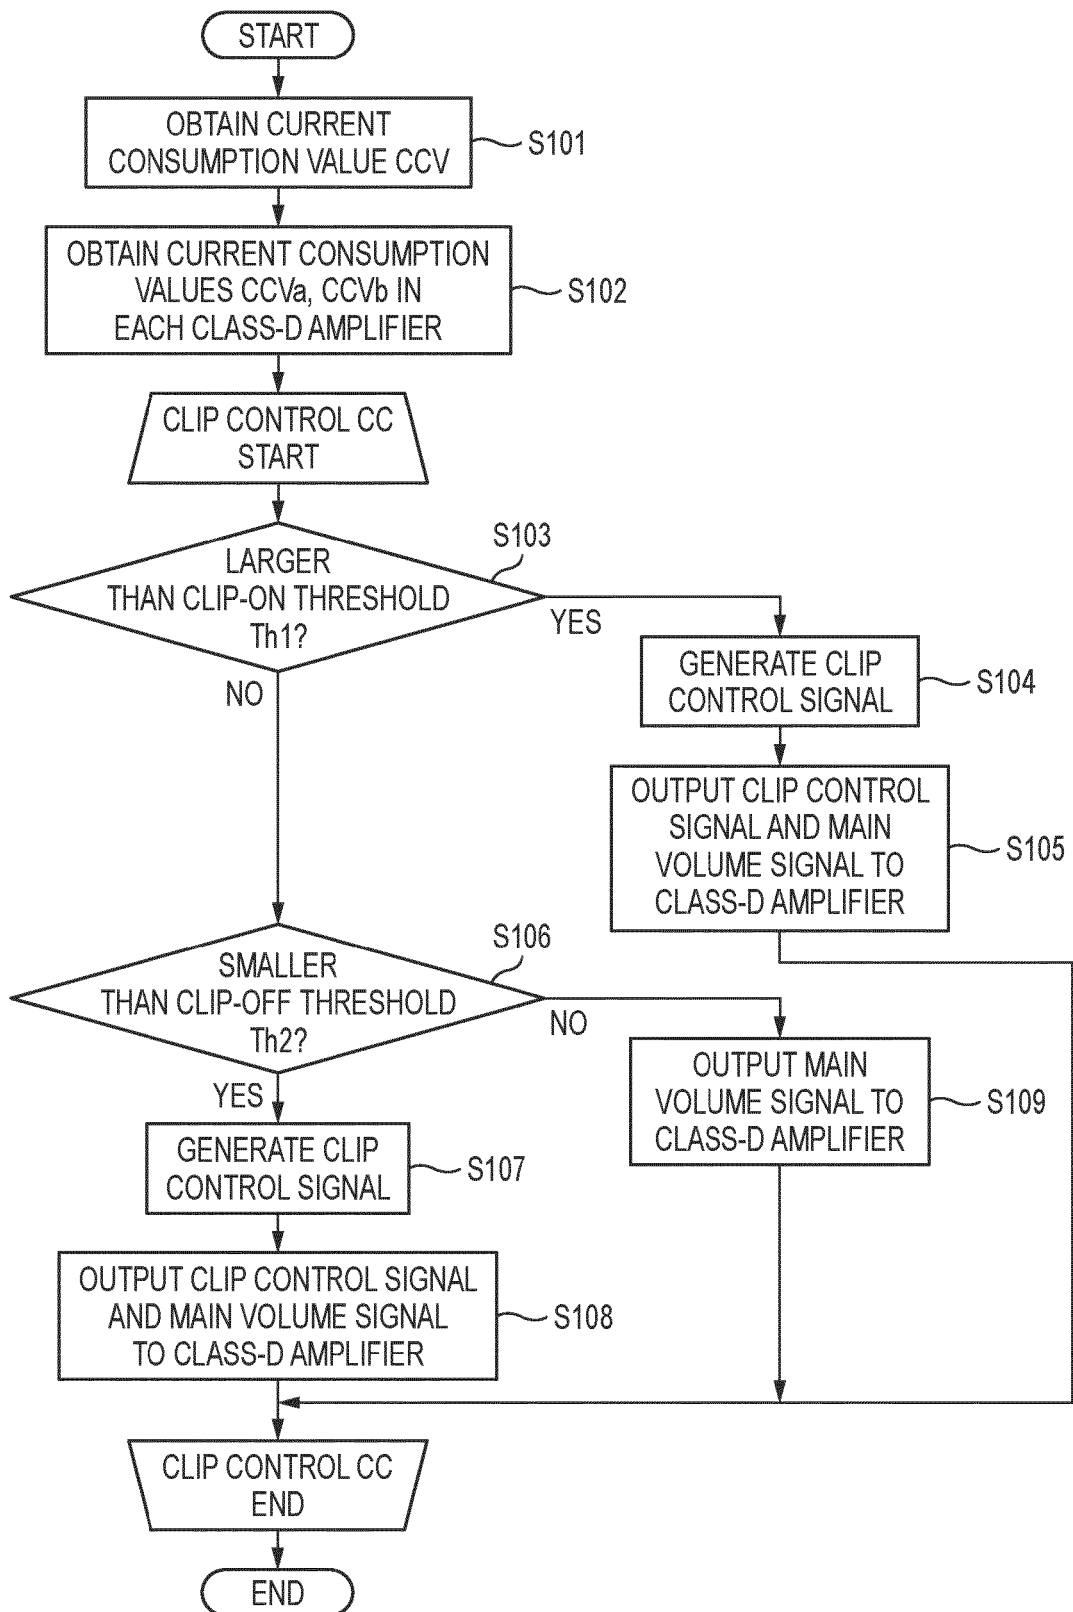 START
OBTAIN CURRENT
CONSUMPTION VALUE CCV
S101
OBTAIN CURRENT CONSUMPTION
VALUES CCVa, CCVb IN
EACH CLASS-D AMPLIFIER
S102
CLIP CONTROL CC
START
S103
LARGER
THAN CLIP-ON THRESHOLD
Th1?
YES
NO
GENERATE CLIP
CONTROL SIGNAL
S104
OUTPUT CLIP CONTROL
SIGNAL AND MAIN
VOLUME SIGNAL TO
CLASS-D AMPLIFIER
S105
S106
SMALLER
THAN CLIP-OFF THRESHOLD
Th2?
NO
YES
OUTPUT MAIN
VOLUME SIGNAL TO
CLASS-D AMPLIFIER
S109
GENERATE CLIP
CONTROL SIGNAL
S107
OUTPUT CLIP CONTROL SIGNAL
AND MAIN VOLUME SIGNAL
TO CLASS-D AMPLIFIER
S108
CLIP CONTROL CC
END
END